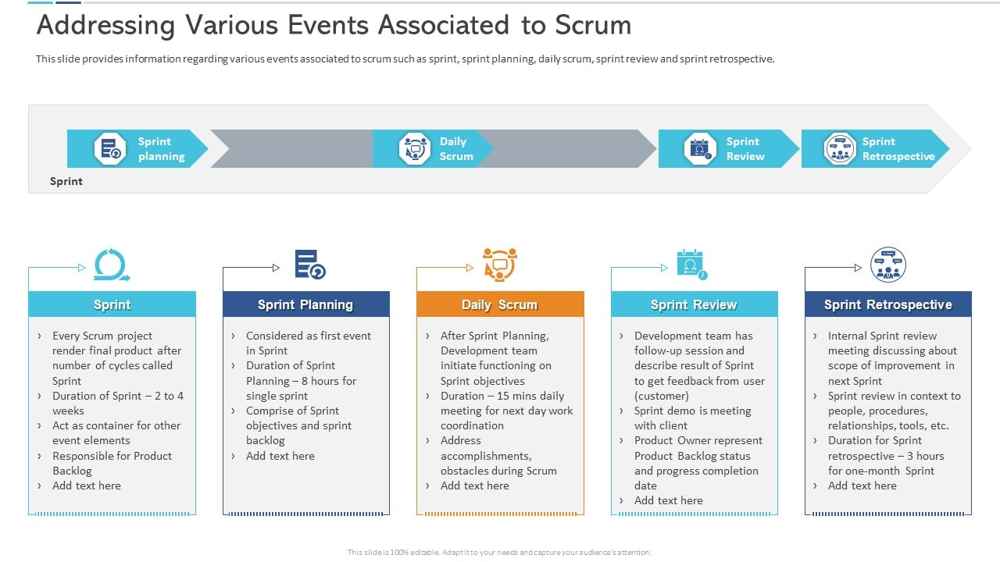 Addressing Various Events Associated to Scrum
This slide provides information regarding various events associated to scrum such as sprint, sprint planning, daily scrum, sprint review and sprint retrospective.
Sprint
planning
Daily
Scrum
Sprint
Review
Sprint
Retrospective
Sprint
Sprint
› Every Scrum project
render final product after
number of cycles called
Sprint
› Duration of Sprint – 2 to 4
weeks
› Act as container for other
event elements
› Responsible for Product
Backlog
› Add text here
Sprint Planning
› Considered as first event
in Sprint
› Duration of Sprint
Planning – 8 hours for
single sprint
› Comprise of Sprint
objectives and sprint
backlog
› Add text here
Daily Scrum
› After Sprint Planning,
Development team
initiate functioning on
Sprint objectives
› Duration – 15 mins daily
meeting for next day work
coordination
› Address
accomplishments,
obstacles during Scrum
› Add text here
Sprint Review
› Development team has
follow-up session and
describe result of Sprint
to get feedback from user
(customer)
› Sprint demo is meeting
with client
› Product Owner represent
Product Backlog status
and progress completion
date
› Add text here
Sprint Retrospective
› Internal Sprint review
meeting discussing about
scope of improvement in
next Sprint
› Sprint review in context to
people, procedures,
relationships, tools, etc.
› Duration for Sprint
retrospective – 3 hours
for one-month Sprint
› Add text here
This slide is 100% editable. Adapt it to your needs and capture your audience's attention.